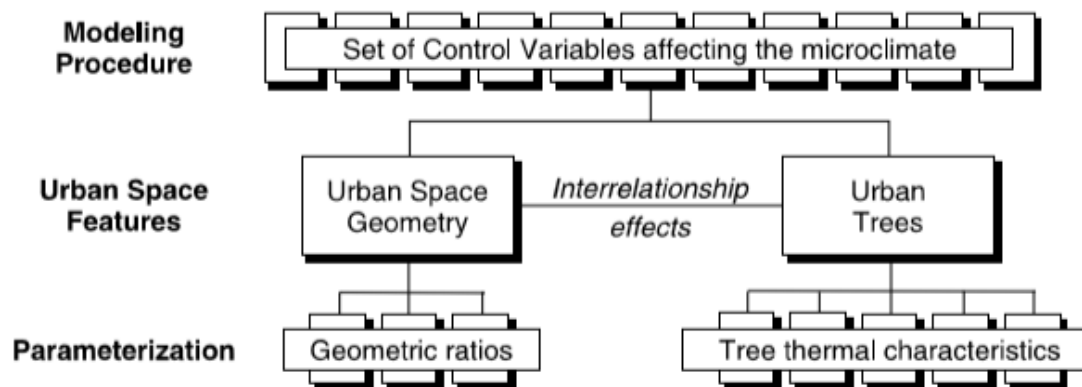 Modeling
Procedure
Set of Control Variables affecting the microclimate
Urban Space
Features
Urban Space
Geometry
Interrelationship
effects
Urban
Trees
Parameterization
Geometric ratios
Tree thermal characteristics